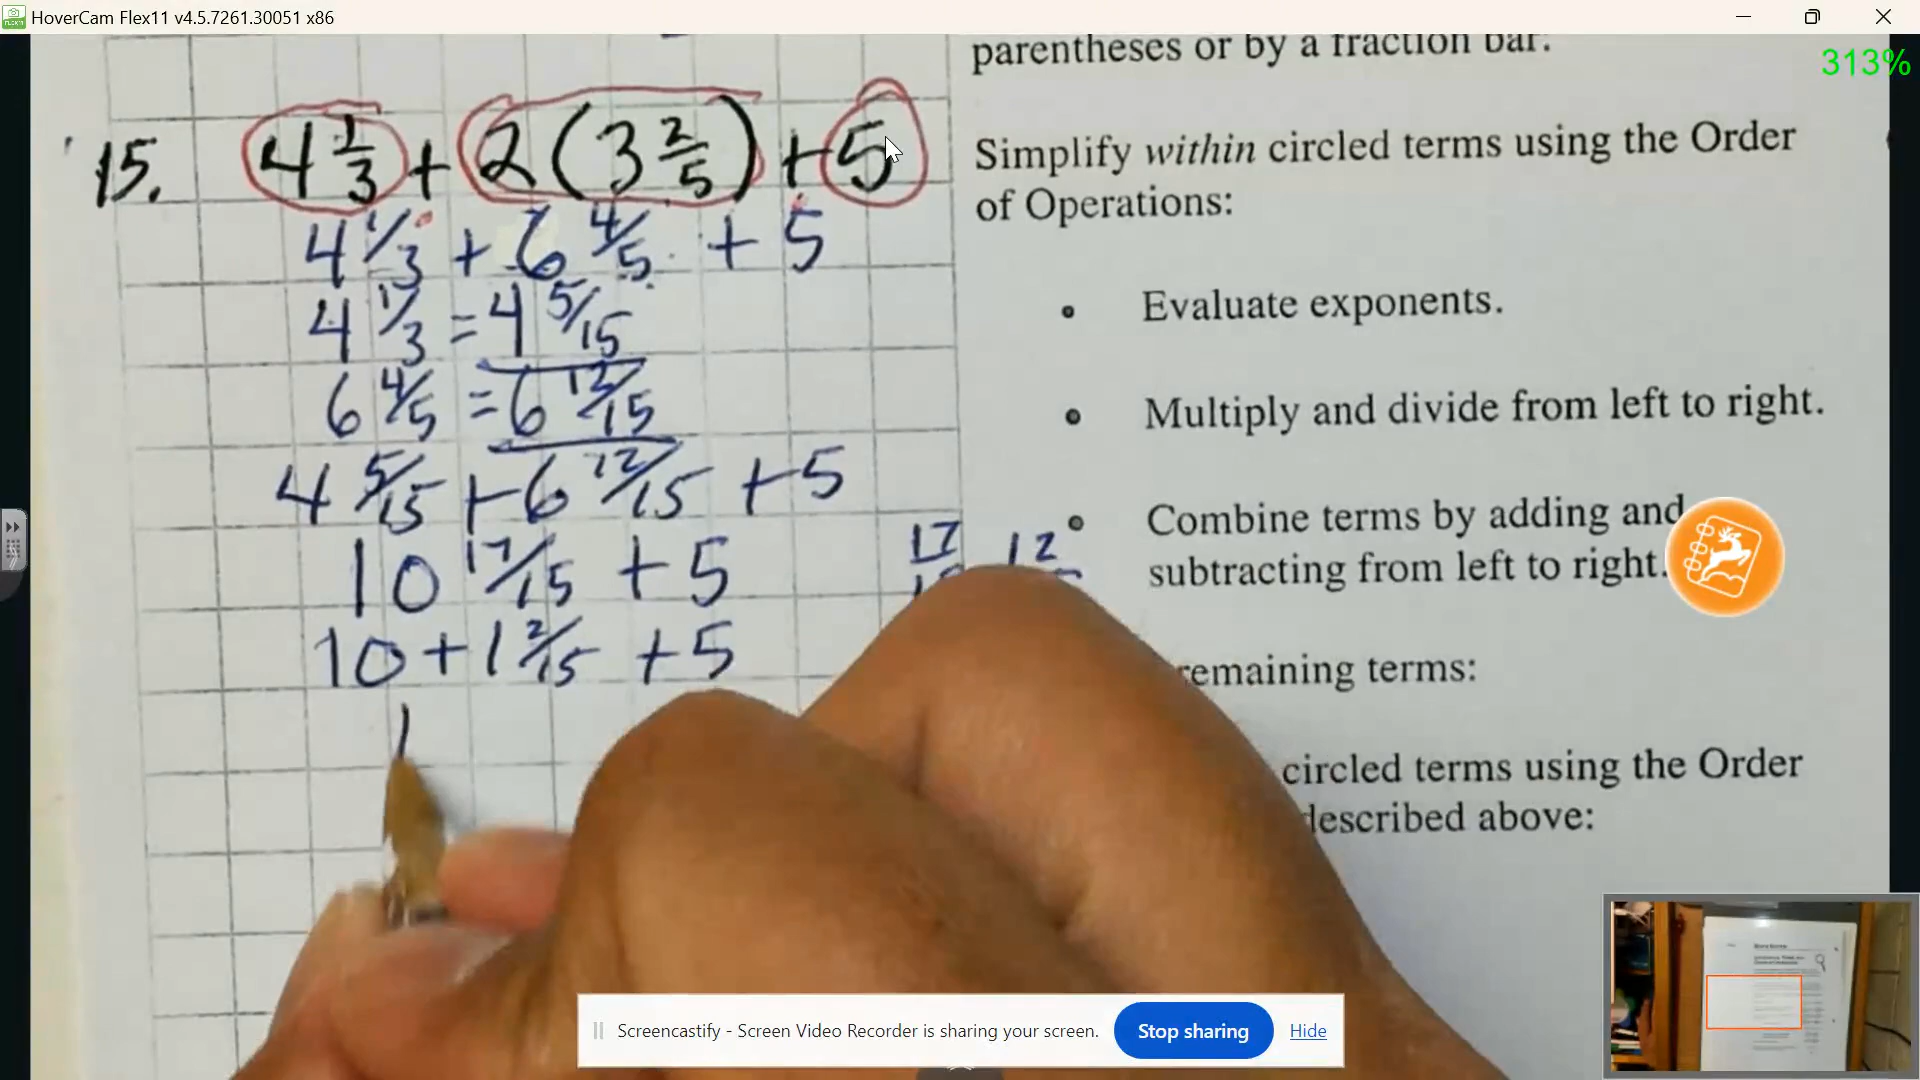 HoverCam Flex11 v4.5.7261.30051 x86
313%
parentheses or by a fraction bar.
15. 4 1/3 + 2 (3 2/5) + 5
4 1/3 + 6 4/5 + 5
4 1/3 = 4 5/15
6 4/5 = 6 12/15
4 5/15 + 6 12/15 + 5
10 17/15 + 5
10 + 1 2/15 + 5
1
17 12
Simplify within circled terms using the Order
of Operations:
• Evaluate exponents.
• Multiply and divide from left to right.
• Combine terms by adding and
subtracting from left to right.
remaining terms:
circled terms using the Order
described above:
Screencastify - Screen Video Recorder is sharing your screen.
Stop sharing
Hide